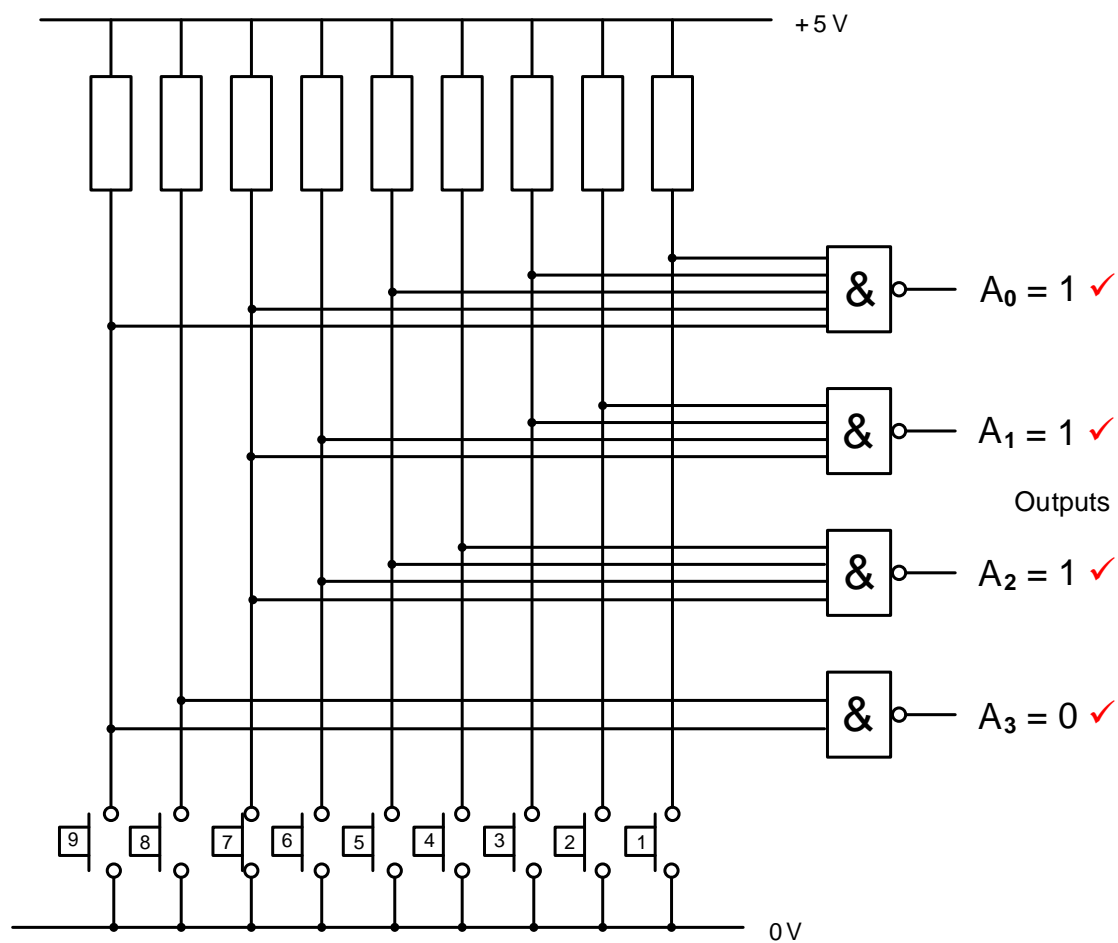 +5 V
& A₀ = 1 ✓
& A₁ = 1 ✓
Outputs
& A₂ = 1 ✓
& A₃ = 0 ✓
9 8 7 6 5 4 3 2 1
0 V